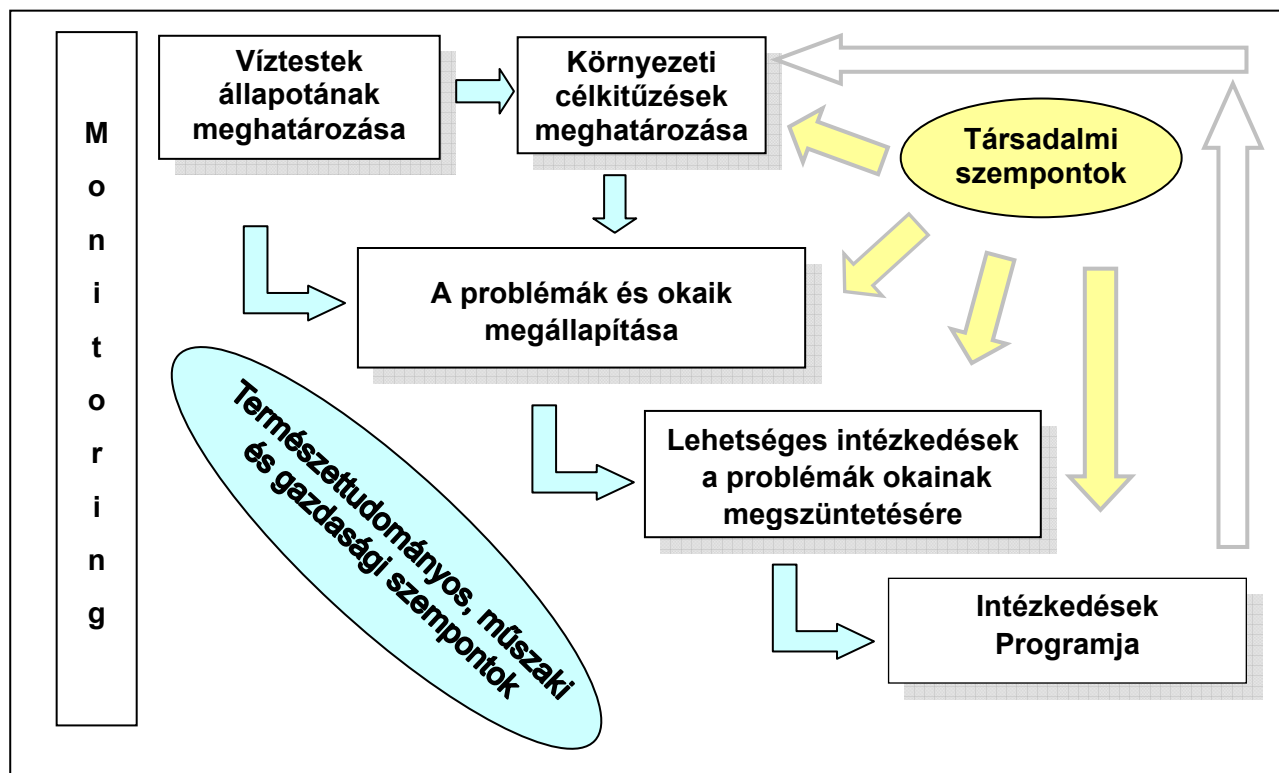 Monitoring
Víztestek
állapotának
meghatározása
Környezeti
célkitűzések
meghatározása
Társadalmi
szempontok
A problémák és okaik
megállapítása
Természettudományos, műszaki
és gazdasági szempontok
Lehetséges intézkedések
a problémák okainak
megszüntetésére
Intézkedések
Programja